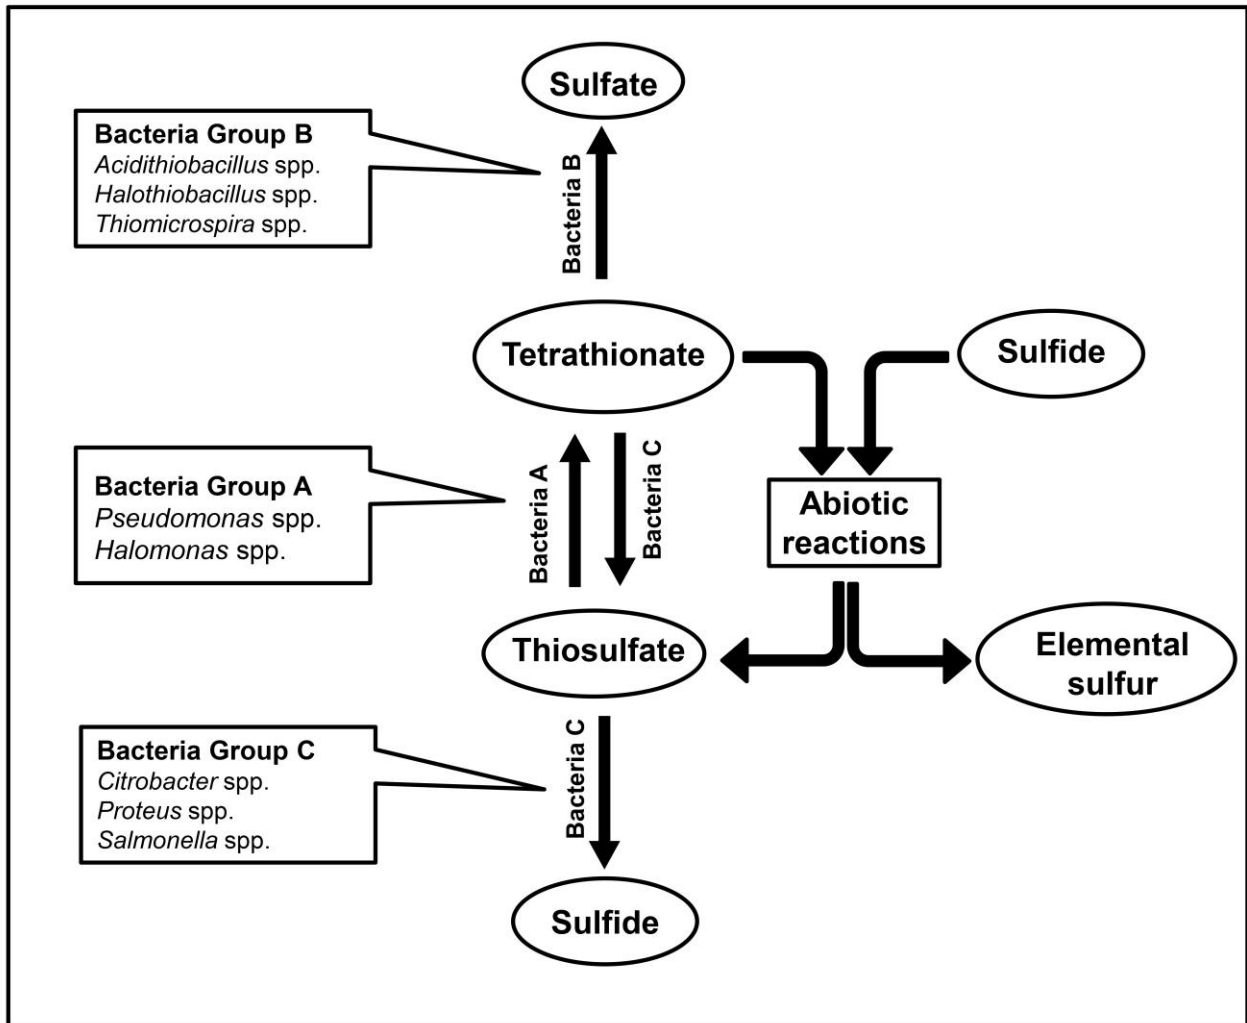 Sulfate
Bacteria Group B
Acidithiobacillus spp.
Halothiobacillus spp.
Thiomicrospira spp.
Bacteria B
Tetrathionate
Sulfide
Bacteria Group A
Pseudomonas spp.
Halomonas spp.
Bacteria A
Bacteria C
Abiotic
reactions
Thiosulfate
Elemental
sulfur
Bacteria Group C
Citrobacter spp.
Proteus spp.
Salmonella spp.
Bacteria C
Sulfide